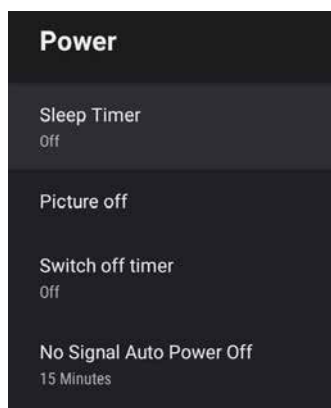 Power
Sleep Timer
Off
Picture off
Switch off timer
Off
No Signal Auto Power Off
15 Minutes